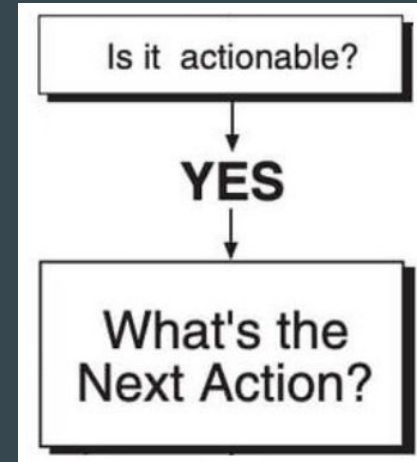 Is it actionable?
YES
What's the
Next Action?